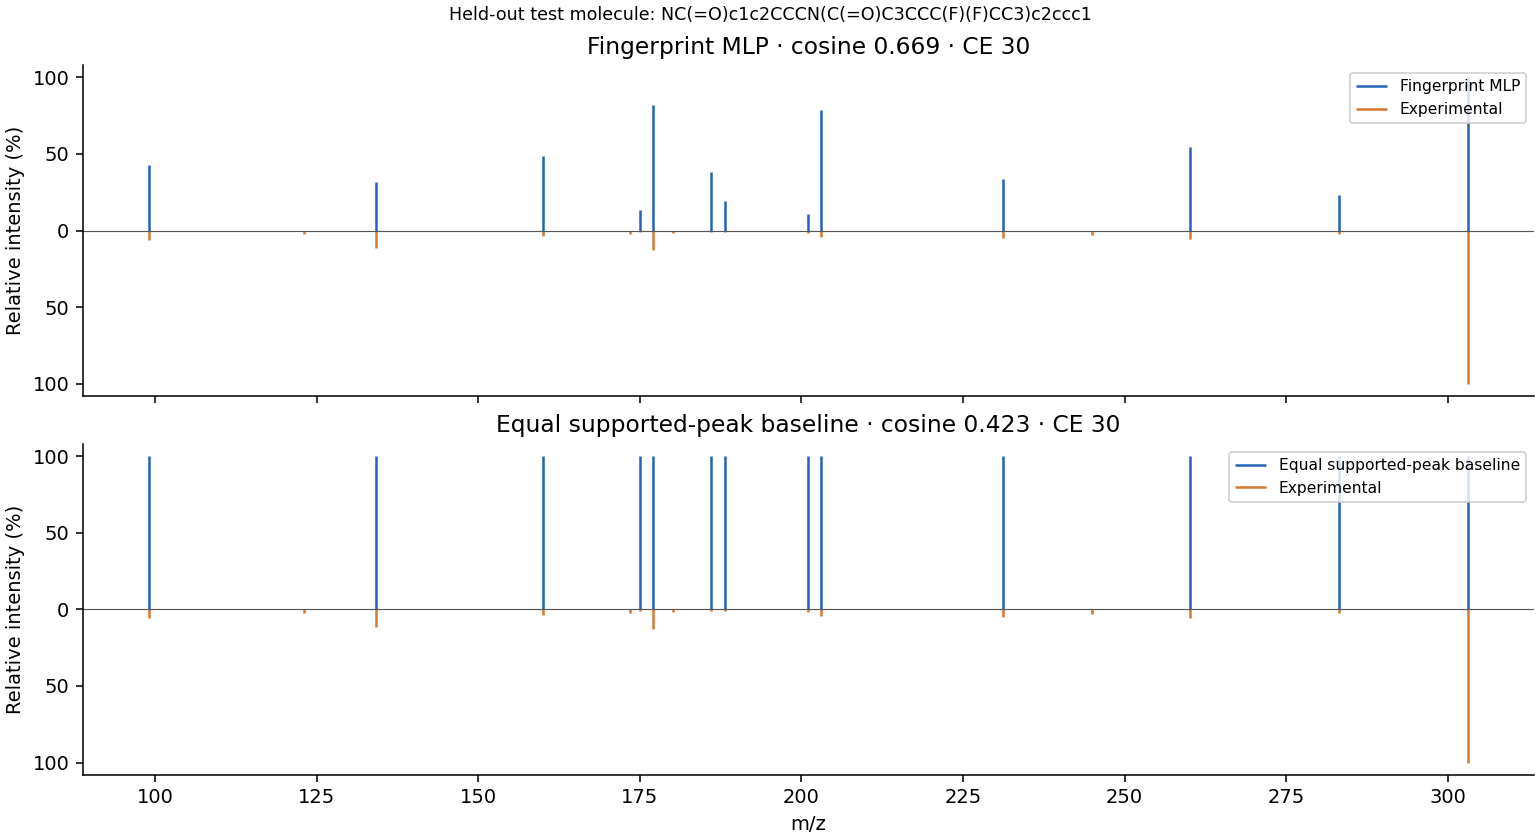 Held-out test molecule: NC(=O)c1c2CCCN(C(=O)C3CCC(F)(F)CC3)c2ccc1
Fingerprint MLP · cosine 0.669 · CE 30
Relative intensity (%)
100
50
0
50
100
Fingerprint MLP
Experimental
Equal supported-peak baseline · cosine 0.423 · CE 30
Relative intensity (%)
100
50
0
50
100
Equal supported-peak baseline
Experimental
100 125 150 175 200 225 250 275 300
m/z